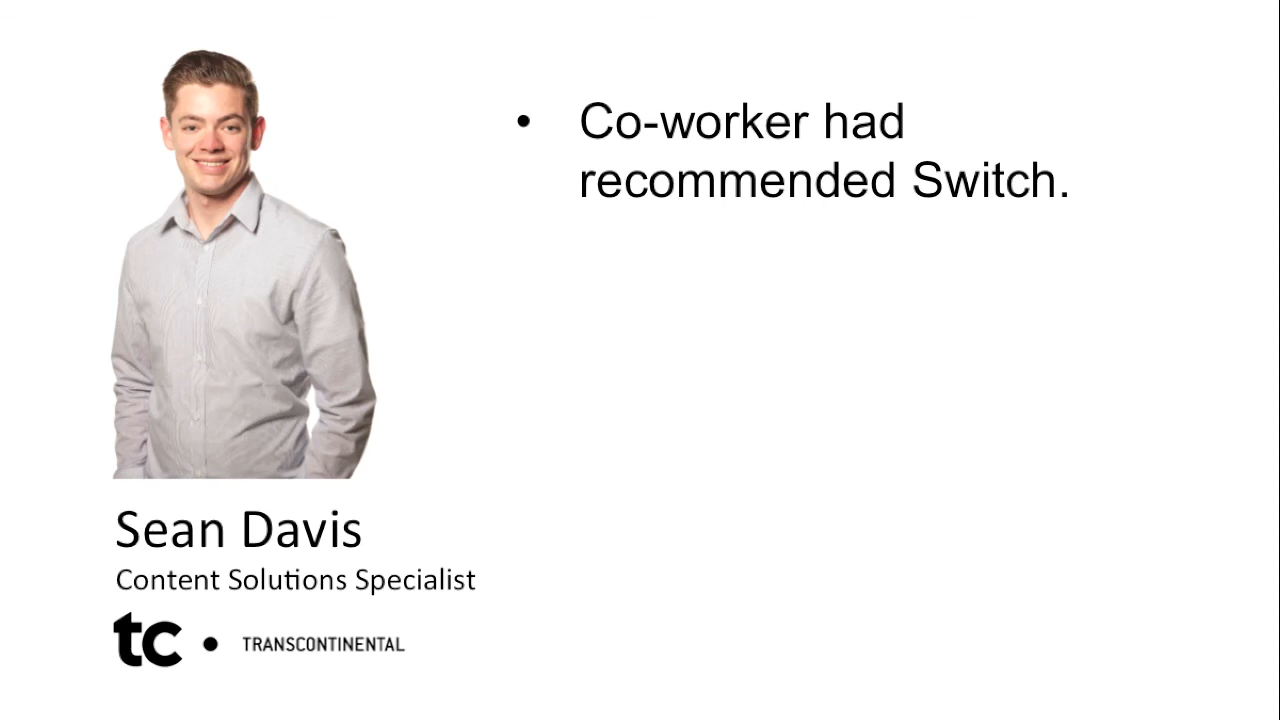 • Co-worker had
recommended Switch.
Sean Davis
Content Solutions Specialist
tc • TRANSCONTINENTAL